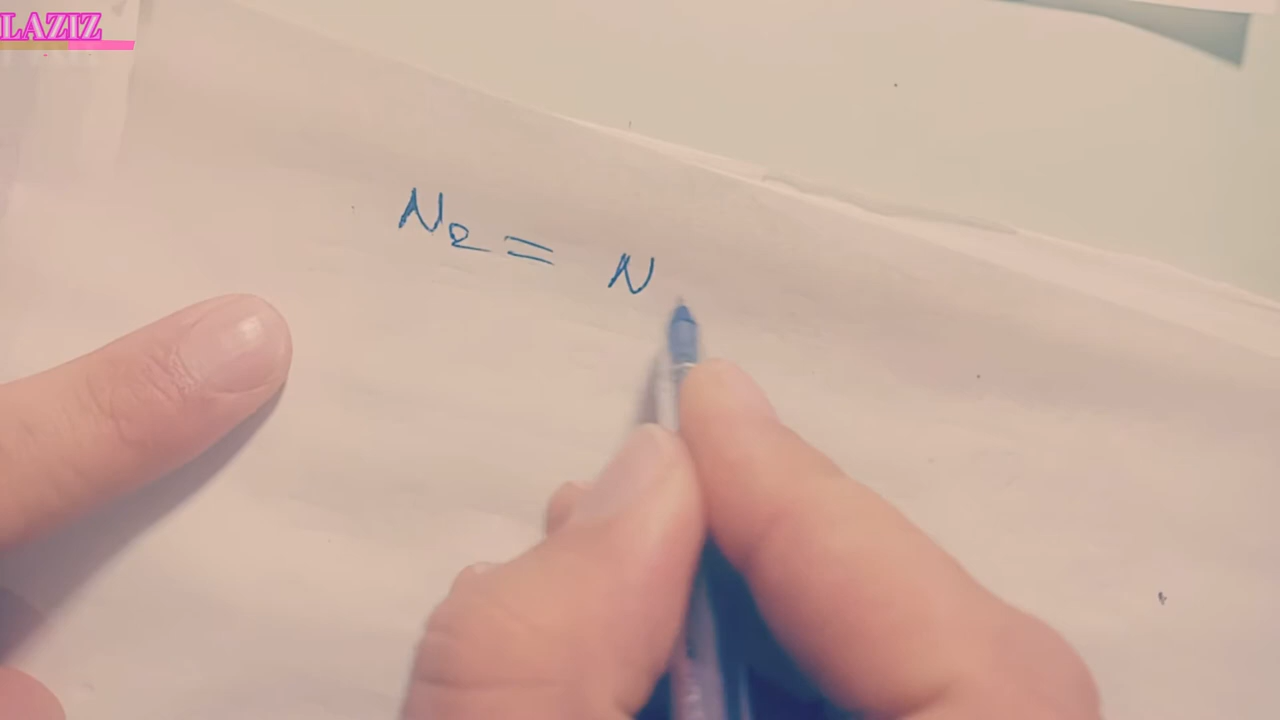 LAZIZ
N₂ = N